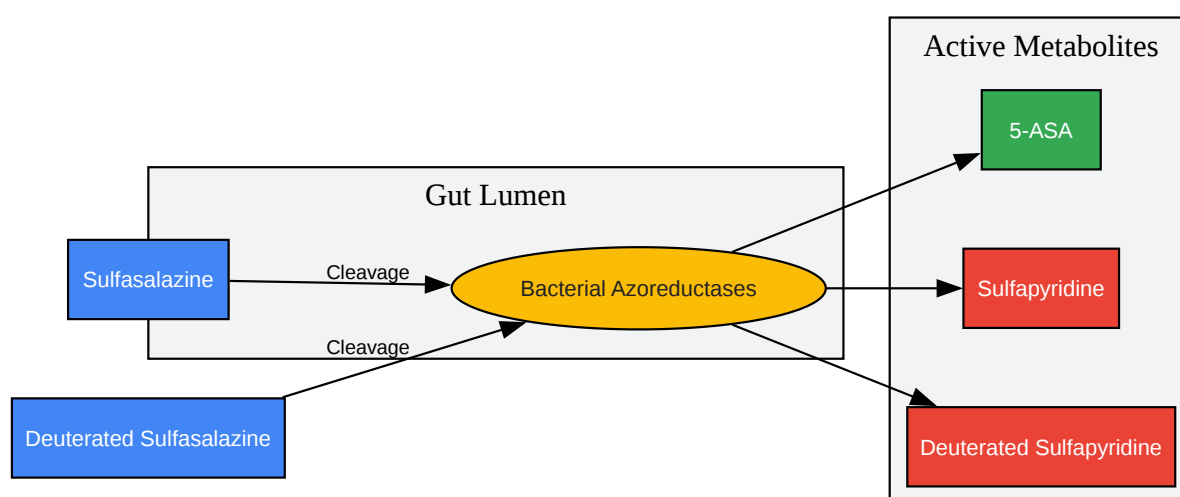 Active Metabolites
5-ASA
Gut Lumen
Sulfasalazine
Cleavage
Bacterial Azoreductases
Sulfapyridine
Cleavage
Deuterated Sulfasalazine
Deuterated Sulfapyridine